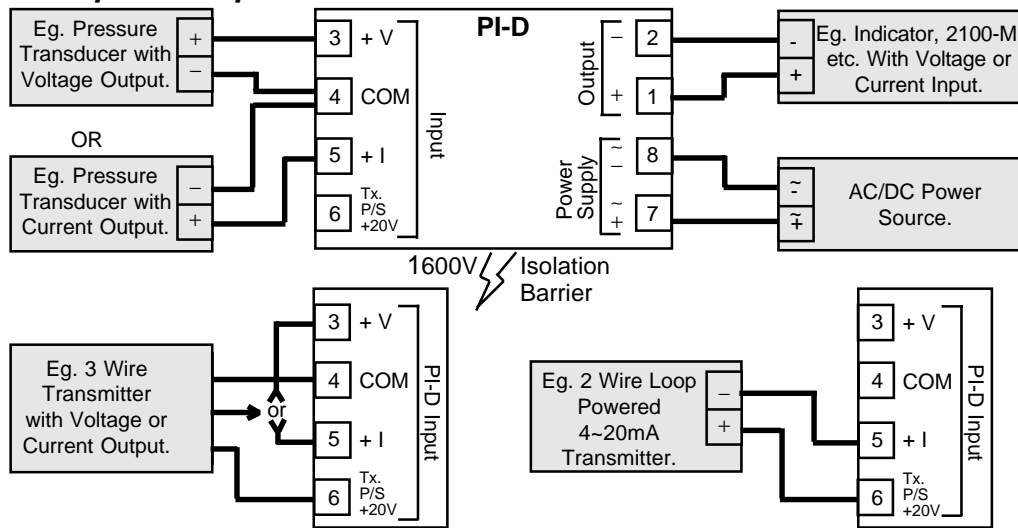 Eg. Pressure
Transducer with
Voltage Output.
+
−
OR
Eg. Pressure
Transducer with
Current Output.
−
+
PI-D
3 + V
4 COM
5 + I
6 Tx.
P/S
+20V
Input
− 2
+ 1
Output
~
− 8
~
+ 7
Power
Supply
-
+
Eg. Indicator, 2100-M
etc. With Voltage or
Current Input.
~
-
~
+
AC/DC Power
Source.
1600V Isolation
Barrier
Eg. 3 Wire
Transmitter
with Voltage or
Current Output.
or
3 + V
4 COM
5 + I
6 Tx.
P/S
+20V
PI-D Input
Eg. 2 Wire Loop
Powered
4~20mA
Transmitter.
−
+
3 + V
4 COM
5 + I
6 Tx.
P/S
+20V
PI-D Input